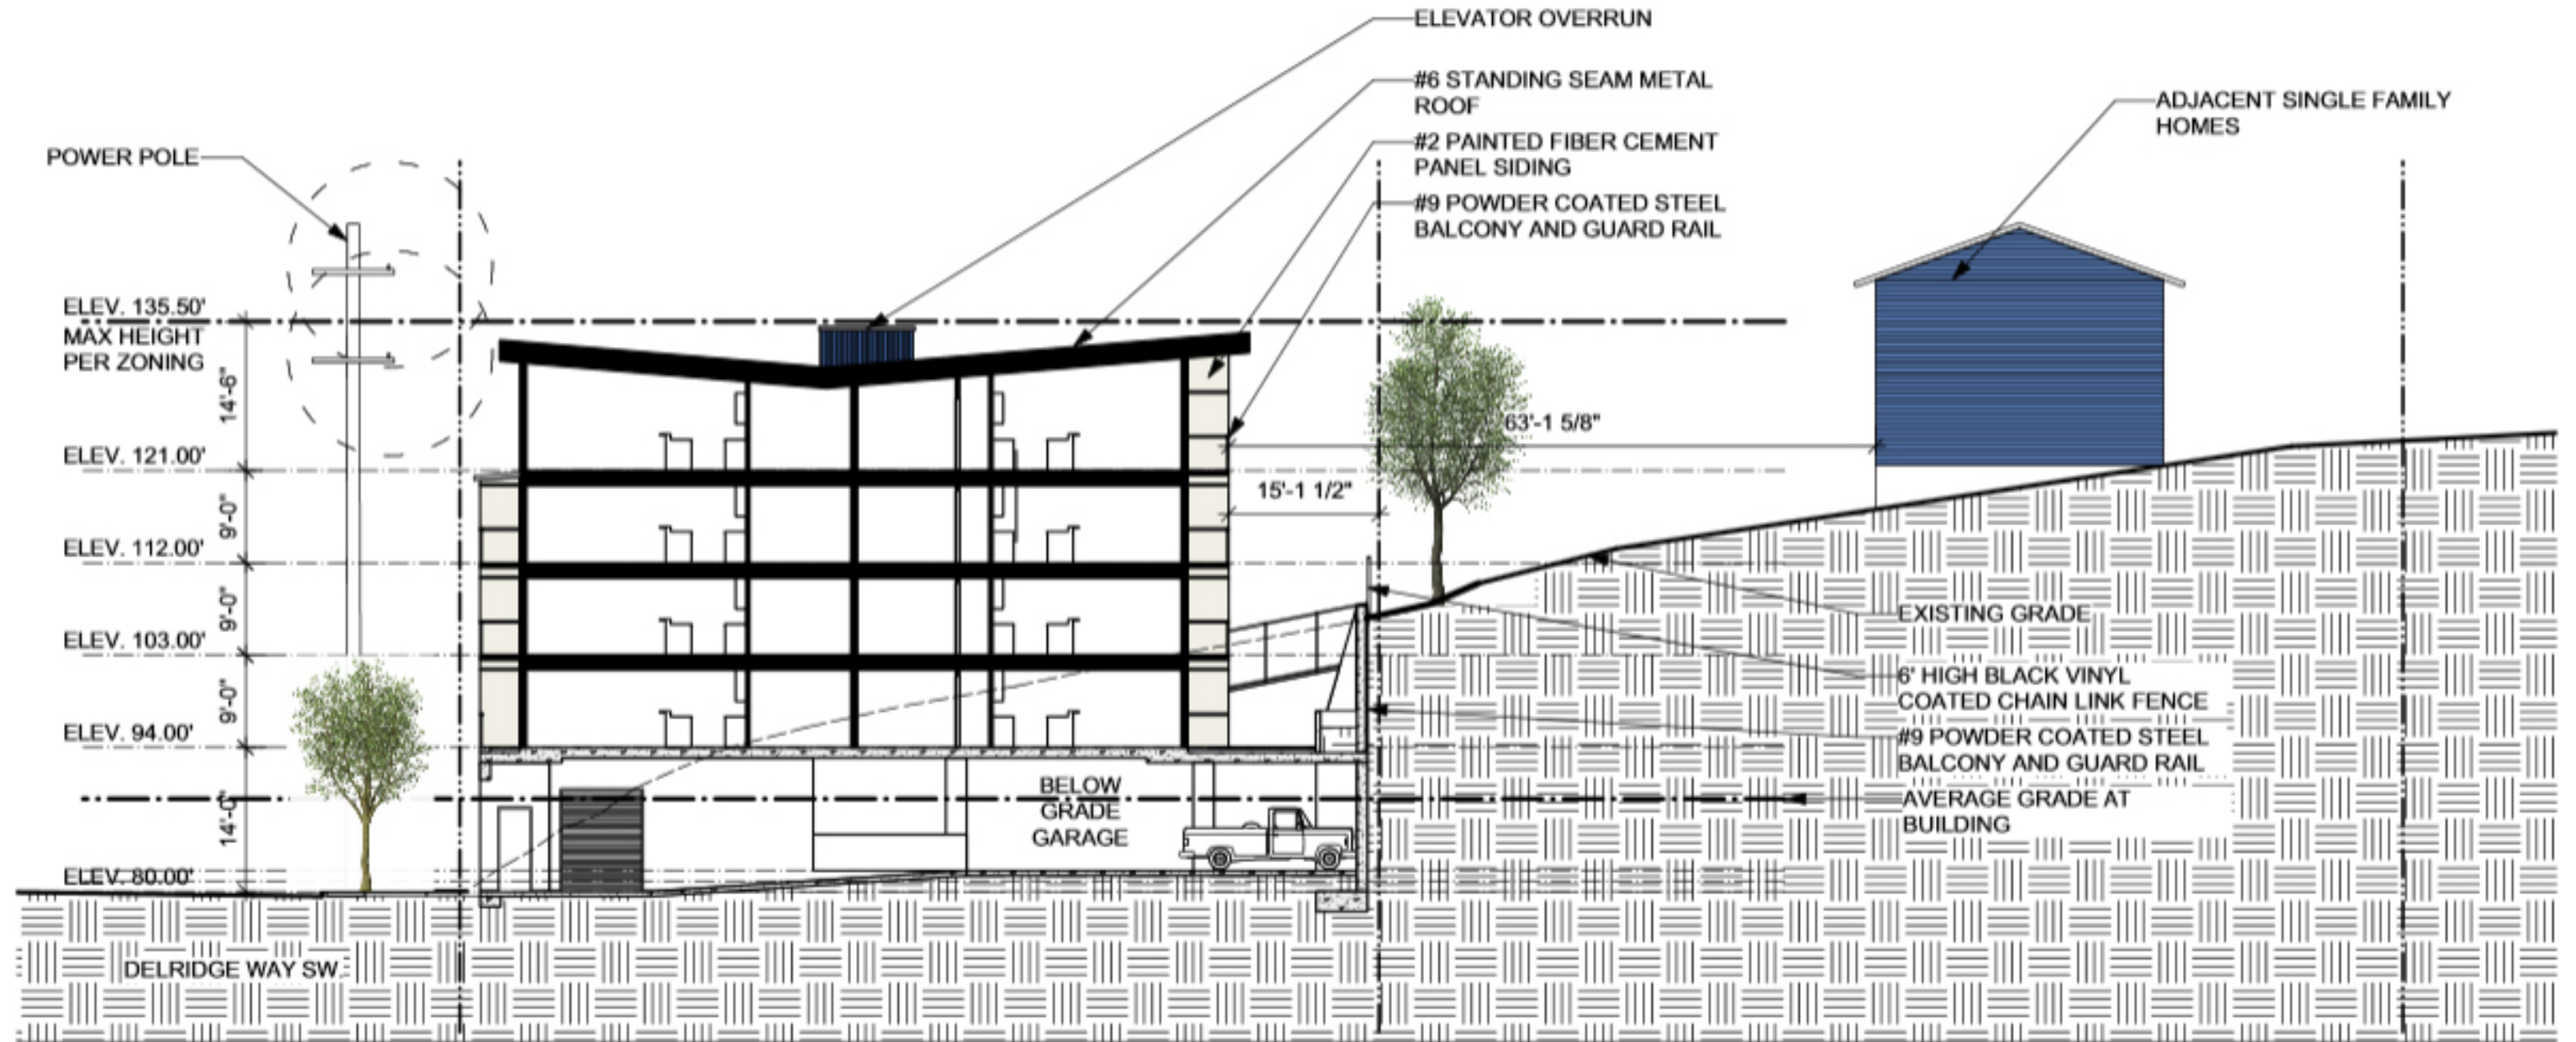 ELEVATOR OVERRUN
#6 STANDING SEAM METAL
ROOF
#2 PAINTED FIBER CEMENT
PANEL SIDING
#9 POWDER COATED STEEL
BALCONY AND GUARD RAIL
ADJACENT SINGLE FAMILY
HOMES
POWER POLE
ELEV. 135.50'
MAX HEIGHT
PER ZONING
14'-6"
ELEV. 121.00'
9'-0"
ELEV. 112.00'
9'-0"
ELEV. 103.00'
9'-0"
ELEV. 94.00'
14'-0"
ELEV. 80.00'
63'-1 5/8"
15'-1 1/2"
BELOW
GRADE
GARAGE
EXISTING GRADE
6' HIGH BLACK VINYL
COATED CHAIN LINK FENCE
#9 POWDER COATED STEEL
BALCONY AND GUARD RAIL
AVERAGE GRADE AT
BUILDING
DELRIDGE WAY SW